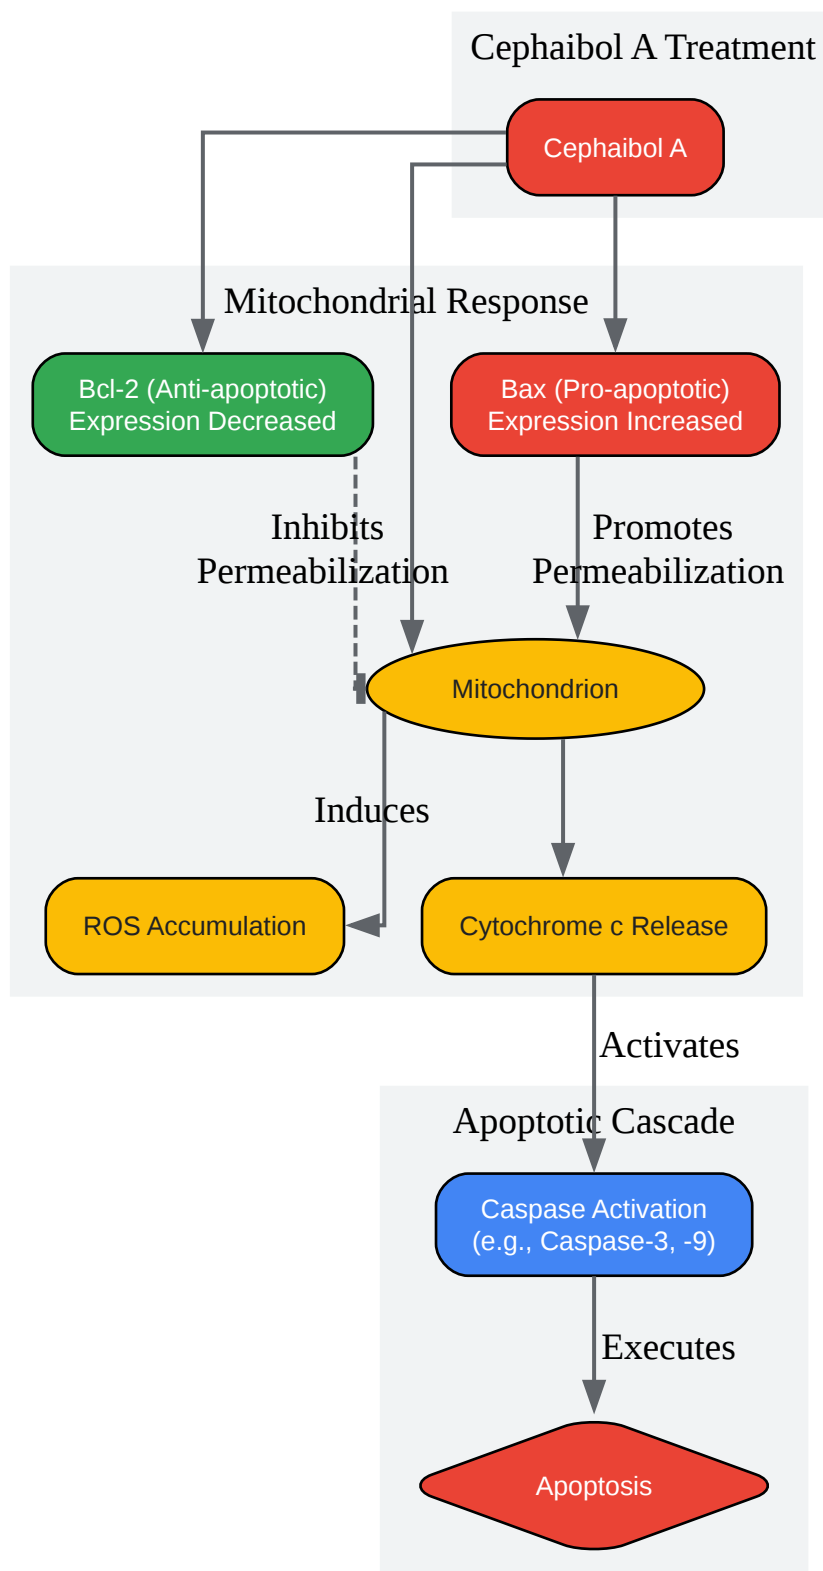 Cephaibol A Treatment
Cephaibol A
Mitochondrial Response
Bcl-2 (Anti-apoptotic)
Expression Decreased
Bax (Pro-apoptotic)
Expression Increased
Inhibits
Permeabilization
Promotes
Permeabilization
Mitochondrion
Induces
ROS Accumulation
Cytochrome c Release
Activates
Apoptotic Cascade
Caspase Activation
(e.g., Caspase-3, -9)
Executes
Apoptosis